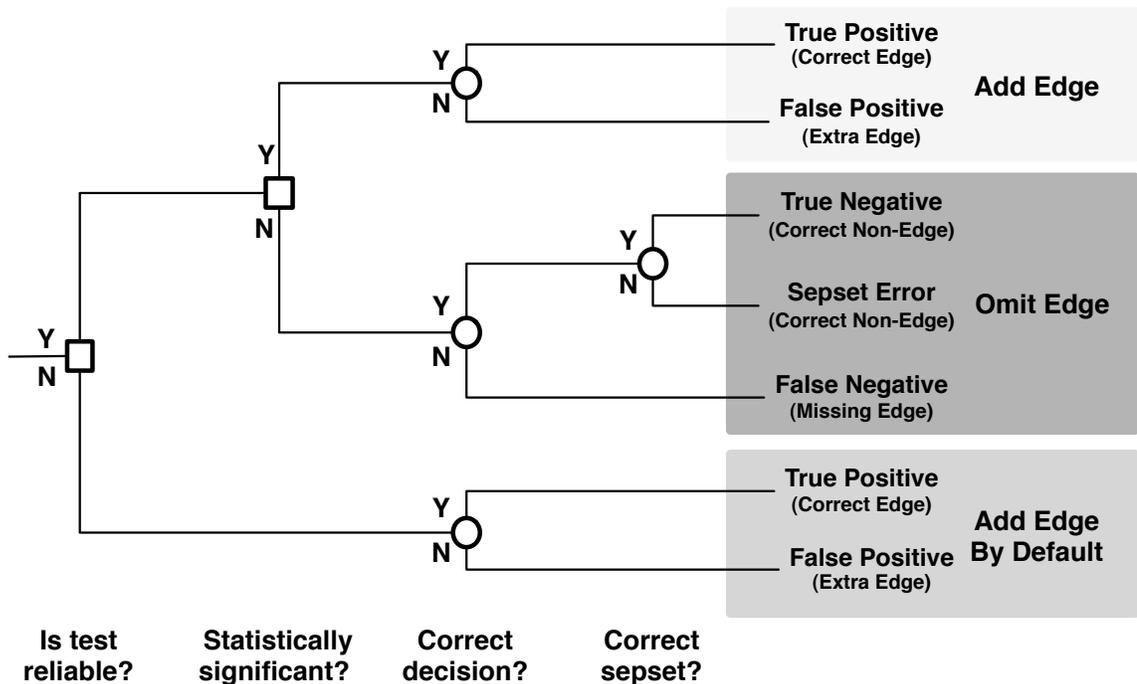 Y
True Positive
(Correct Edge)
N
False Positive
(Extra Edge)
Add Edge
Y
N
True Negative
(Correct Non-Edge)
Y
N
Sepset Error
(Correct Non-Edge)
Omit Edge
Y
N
False Negative
(Missing Edge)
Y
N
True Positive
(Correct Edge)
Y
N
False Positive
(Extra Edge)
Add Edge
By Default
Is test
reliable?
Statistically
significant?
Correct
decision?
Correct
sepset?